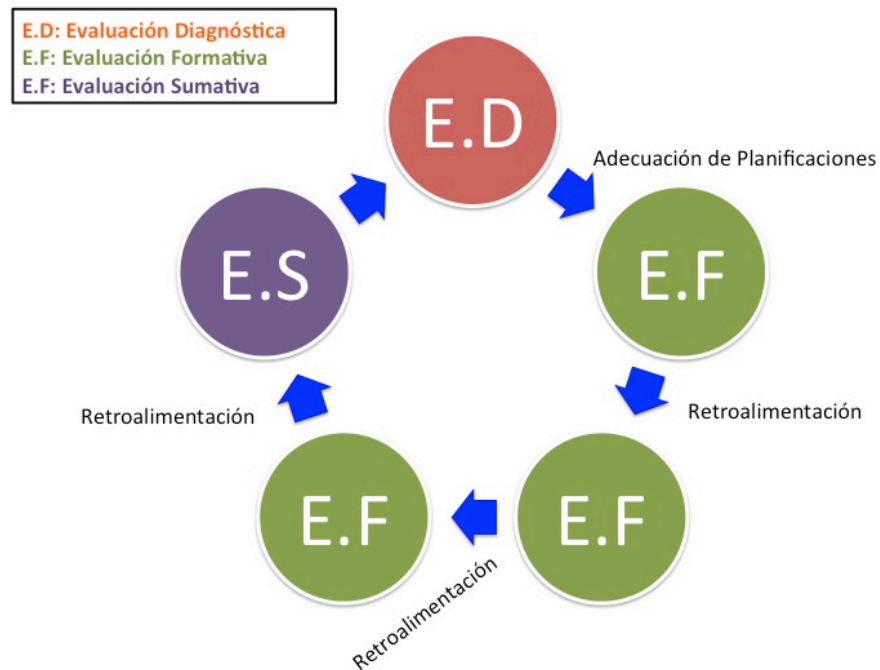 E.D: Evaluación Diagnóstica
E.F: Evaluación Formativa
E.F: Evaluación Sumativa
E.D
Adecuación de Planificaciones
E.F
Retroalimentación
E.F
Retroalimentación
E.F
Retroalimentación
E.S